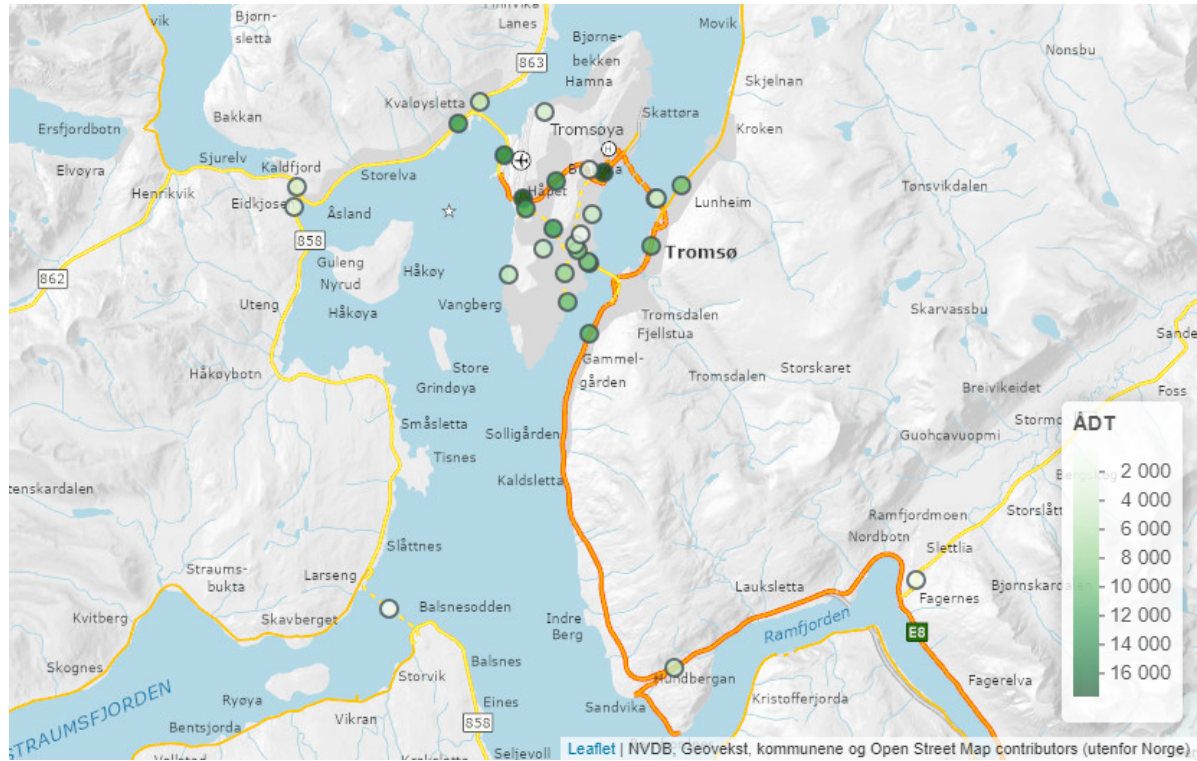 vik
Bjørn-
sletta
Finnvika
Lanes
Movik
Bjørne-
bekken
Nonsbu
863
Hamna
Skjelnan
Kvaløysletta
Bakkan
Skattøra
Ersfjordbotn
Tromsøya
Kroken
H
Sjurelv
Kaldfjord
Elvøyra
Storelva
Henrikvik
Håpet
Tønsvikdalen
Lunheim
Eidkjosen
Åsland
858
Tromsø
862
Guleng
Nyrud
Håkøy
Uteng
Vangberg
Håkøya
Skarvassbu
Tromsdalen
Fjellstua
Sande
Gammel-
gården
Store
Grindøya
Storskaret
Håkøybotn
Tromsdalen
Breivikeidet
Foss
Småsletta
Solligården
Guohcavuopmi
Tisnes
Kaldsletta
tenskardalen
Ramfjordmoen
Nordbotn
Slåttnes
Slettlia
Straums-
bukta
Larseng
Lauksletta
Fagernes
Balsnesodden
Kvitberg
Skavberget
Indre
Berg
Ramfjorden
E8
Skognes
Balsnes
Storvik
Hundbergan
Fagerelva
STRAUMSFJORDEN
Ryøya
Eines
Sandvika
Kristofferjorda
Bentsjorda
Vikran
858
Seljevoll
ÅDT
2 000
4 000
6 000
8 000
10 000
12 000
14 000
16 000
Leaflet | NVDB, Geovekst, kommunene og Open Street Map contributors (utenfor Norge)